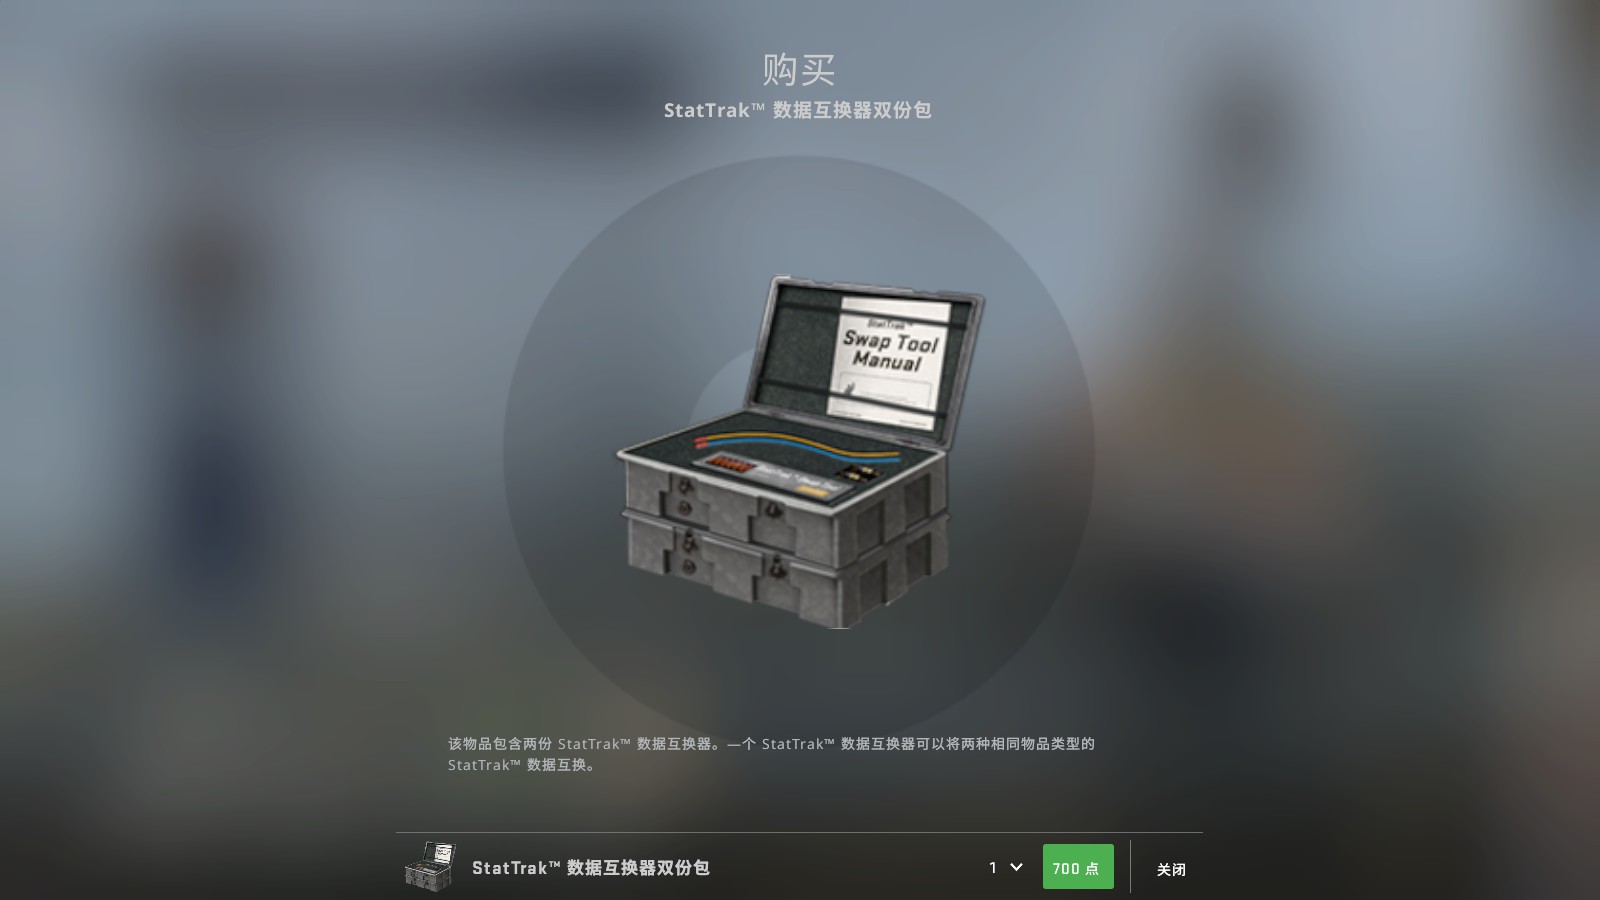 购买
StatTrak™ 数据互换器双份包
StatTrak™
Swap Tool
Manual
该物品包含两份 StatTrak™ 数据互换器。一个 StatTrak™ 数据互换器可以将两种相同物品类型的
StatTrak™ 数据互换。
StatTrak™ 数据互换器双份包
1
700 点
关闭